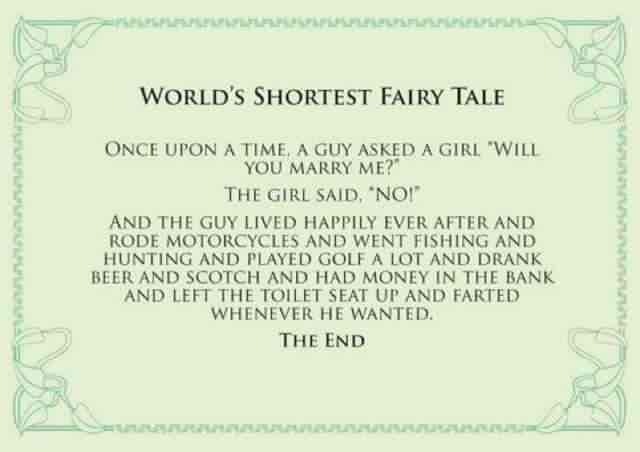 WORLD'S SHORTEST FAIRY TALE
ONCE UPON A TIME, A GUY ASKED A GIRL "WILL
YOU MARRY ME?"
THE GIRL SAID, "NO!"
AND THE GUY LIVED HAPPILY EVER AFTER AND
RODE MOTORCYCLES AND WENT FISHING AND
HUNTING AND PLAYED GOLF A LOT AND DRANK
BEER AND SCOTCH AND HAD MONEY IN THE BANK
AND LEFT THE TOILET SEAT UP AND FARTED
WHENEVER HE WANTED.
THE END